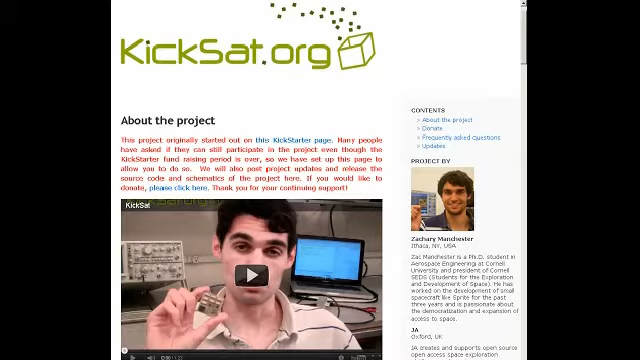 KickSat.org
About the project
This project originally started out on this KickStarter page. Many people
have asked if they can still participate in the project even though the
KickStarter fund raising period is over, so we have set up this page to
allow you to do so. We will also post project updates and release the
source code and schematics of the project here. If you would like to
donate, please click here. Thank you for your continuing support!
KickSat
CONTENTS
About the project
Donate
Frequently asked questions
Updates
PROJECT BY
Zachary Manchester
Ithaca, NY, USA
Zac Manchester is a Ph.D. student in
Aerospace Engineering at Cornell
University and president of Cornell
SEDS (Students for the Exploration
and Development of Space). He has
worked on the development of small
spacecraft like Sprite for the past
three years and is passionate about
the democratization and expansion of
access to space.
JA
Oxford, UK
JA creates and supports open source
open access space exploration